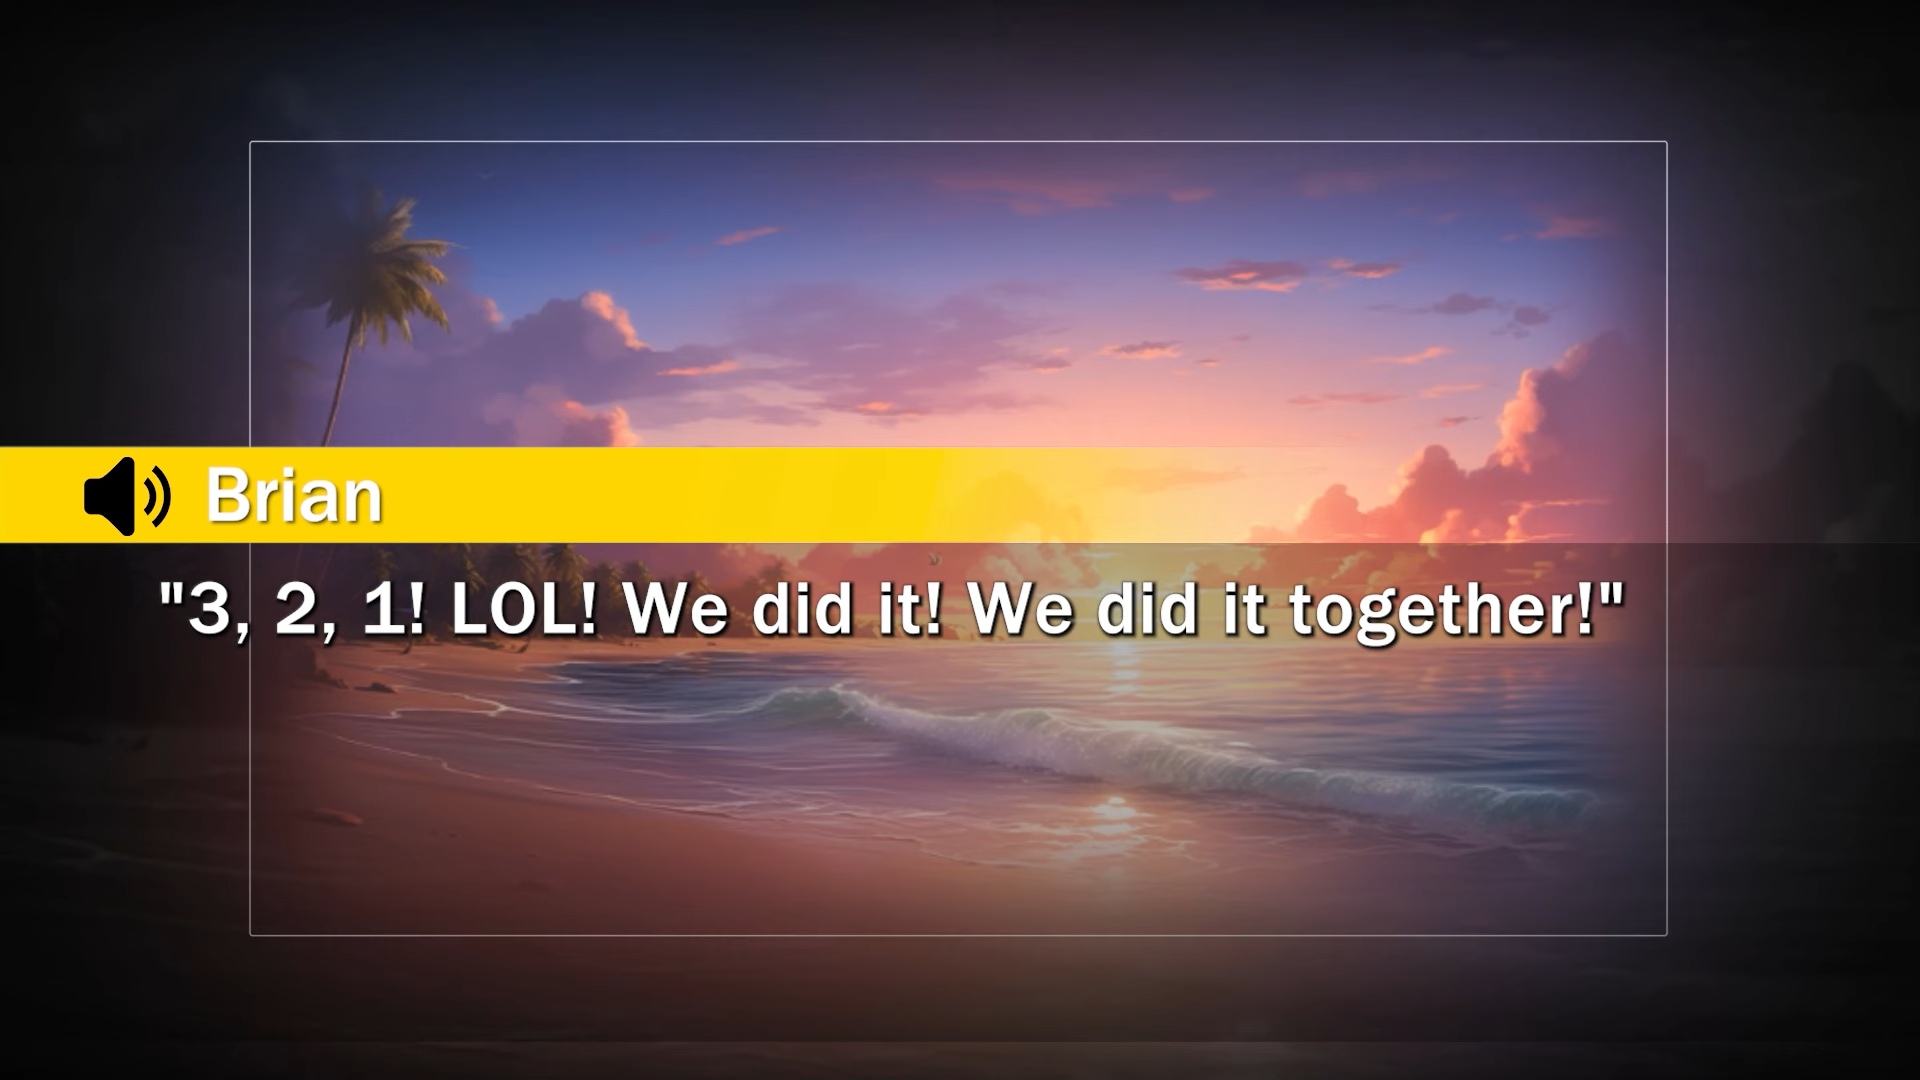 Brian
"3, 2, 1! LOL! We did it! We did it together!"